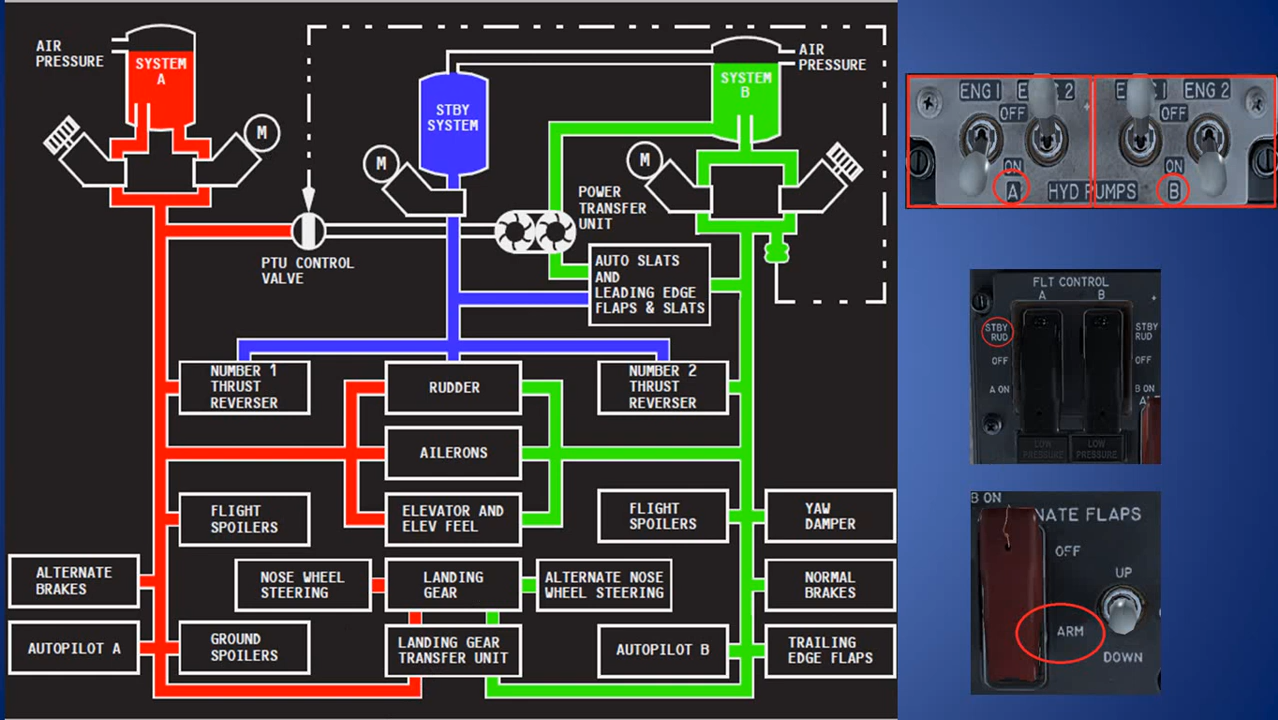 AIR
PRESSURE
SYSTEM
A
M
STBY
SYSTEM
M
SYSTEM
B
AIR
PRESSURE
M
POWER
TRANSFER
UNIT
PTU CONTROL
VALVE
AUTO SLATS
AND
LEADING EDGE
FLAPS & SLATS
NUMBER 1
THRUST
REVERSER
RUDDER
NUMBER 2
THRUST
REVERSER
AILERONS
FLIGHT
SPOILERS
ELEVATOR AND
ELEV FEEL
FLIGHT
SPOILERS
YAW
DAMPER
ALTERNATE
BRAKES
NOSE WHEEL
STEERING
LANDING
GEAR
ALTERNATE NOSE
WHEEL STEERING
NORMAL
BRAKES
AUTOPILOT A
GROUND
SPOILERS
LANDING GEAR
TRANSFER UNIT
AUTOPILOT B
TRAILING
EDGE FLAPS
ENG 1
2
OFF
ON
A
HYD PUMPS
ENG 2
OFF
ON
B
FLT CONTROL
A B
STBY
RUD
OFF
A ON
STBY
RUD
OFF
B ON
LOW
PRESSURE
LOW
PRESSURE
B ON
NATE FLAPS
OFF
UP
ARM
DOWN